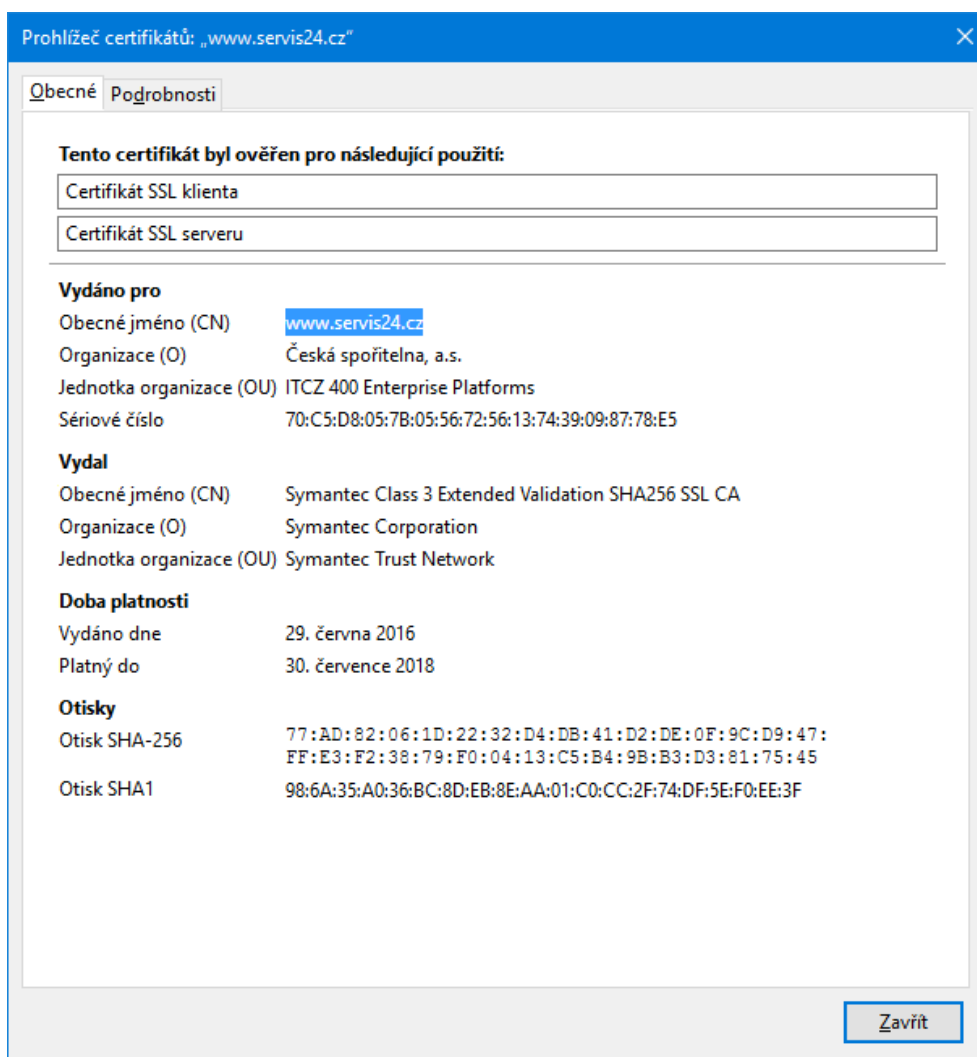 Prohlížeč certifikátů: „www.servis24.cz“
Obecné Podrobnosti
Tento certifikát byl ověřen pro následující použití:
Certifikát SSL klienta
Certifikát SSL serveru
Vydáno pro
Obecné jméno (CN) www.servis24.cz
Organizace (O) Česká spořitelna, a.s.
Jednotka organizace (OU) ITCZ 400 Enterprise Platforms
Sériové číslo 70:C5:D8:05:7B:05:56:72:56:13:74:39:09:87:78:E5
Vydal
Obecné jméno (CN) Symantec Class 3 Extended Validation SHA256 SSL CA
Organizace (O) Symantec Corporation
Jednotka organizace (OU) Symantec Trust Network
Doba platnosti
Vydáno dne 29. června 2016
Platný do 30. července 2018
Otisky
Otisk SHA-256 77:AD:82:06:1D:22:32:D4:DB:41:D2:DE:0F:9C:D9:47:
FF:E3:F2:38:79:F0:04:13:C5:B4:9B:B3:D3:81:75:45
Otisk SHA1 98:6A:35:A0:36:BC:8D:EB:8E:AA:01:C0:CC:2F:74:DF:5E:F0:EE:3F
Zavřít